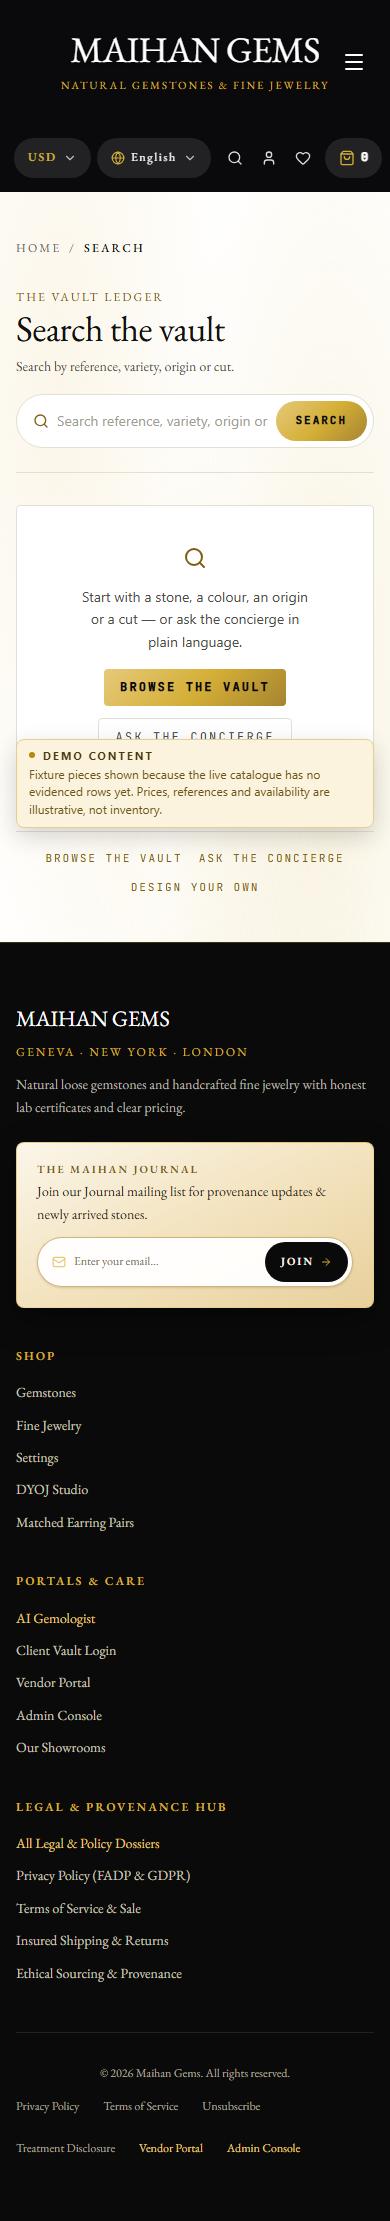 MAIHAN GEMS
NATURAL GEMSTONES & FINE JEWELRY
USD
English
0
HOME / SEARCH
THE VAULT LEDGER
Search the vault
Search by reference, variety, origin or cut.
Search reference, variety, origin or
SEARCH
Start with a stone, a colour, an origin
or a cut — or ask the concierge in
plain language.
BROWSE THE VAULT
ASK THE CONCIERGE
DEMO CONTENT
Fixture pieces shown because the live catalogue has no
evidenced rows yet. Prices, references and availability are
illustrative, not inventory.
BROWSE THE VAULT ASK THE CONCIERGE
DESIGN YOUR OWN
MAIHAN GEMS
GENEVA · NEW YORK · LONDON
Natural loose gemstones and handcrafted fine jewelry with honest
lab certificates and clear pricing.
THE MAIHAN JOURNAL
Join our Journal mailing list for provenance updates &
newly arrived stones.
Enter your email...
JOIN →
SHOP
Gemstones
Fine Jewelry
Settings
DYOJ Studio
Matched Earring Pairs
PORTALS & CARE
AI Gemologist
Client Vault Login
Vendor Portal
Admin Console
Our Showrooms
LEGAL & PROVENANCE HUB
All Legal & Policy Dossiers
Privacy Policy (FADP & GDPR)
Terms of Service & Sale
Insured Shipping & Returns
Ethical Sourcing & Provenance
© 2026 Maihan Gems. All rights reserved.
Privacy Policy Terms of Service Unsubscribe
Treatment Disclosure Vendor Portal Admin Console